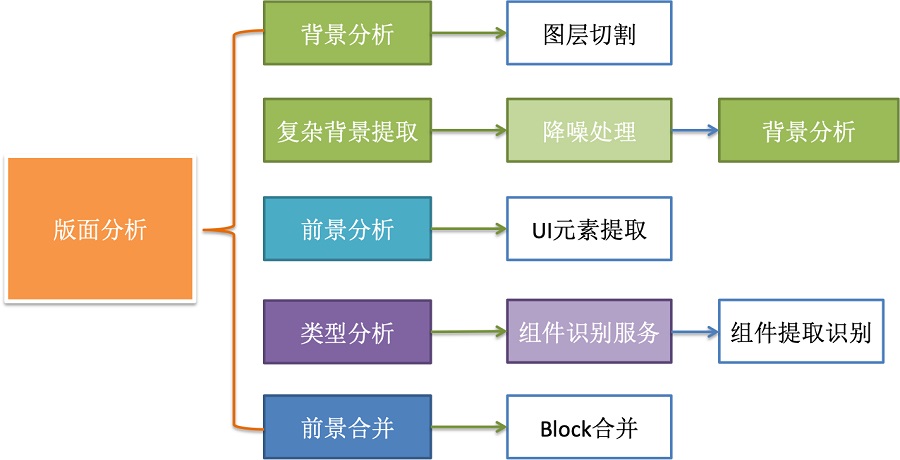 版面分析
背景分析
图层切割
复杂背景提取
降噪处理
背景分析
前景分析
UI元素提取
类型分析
组件识别服务
组件提取识别
前景合并
Block合并